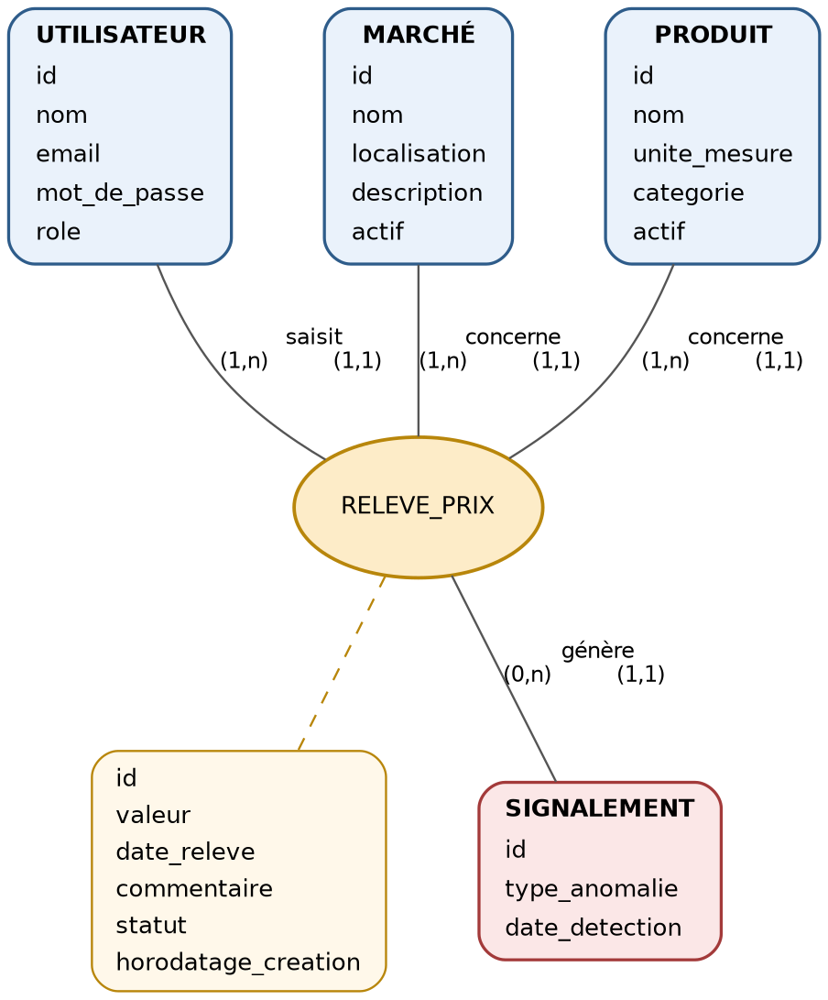 UTILISATEUR
id
nom
email
mot_de_passe
role
MARCHÉ
id
nom
localisation
description
actif
PRODUIT
id
nom
unite_mesure
categorie
actif
saisit
(1,n) (1,1)
concerne
(1,n) (1,1)
concerne
(1,n) (1,1)
RELEVE_PRIX
génère
(0,n) (1,1)
id
valeur
date_releve
commentaire
statut
horodatage_creation
SIGNALEMENT
id
type_anomalie
date_detection